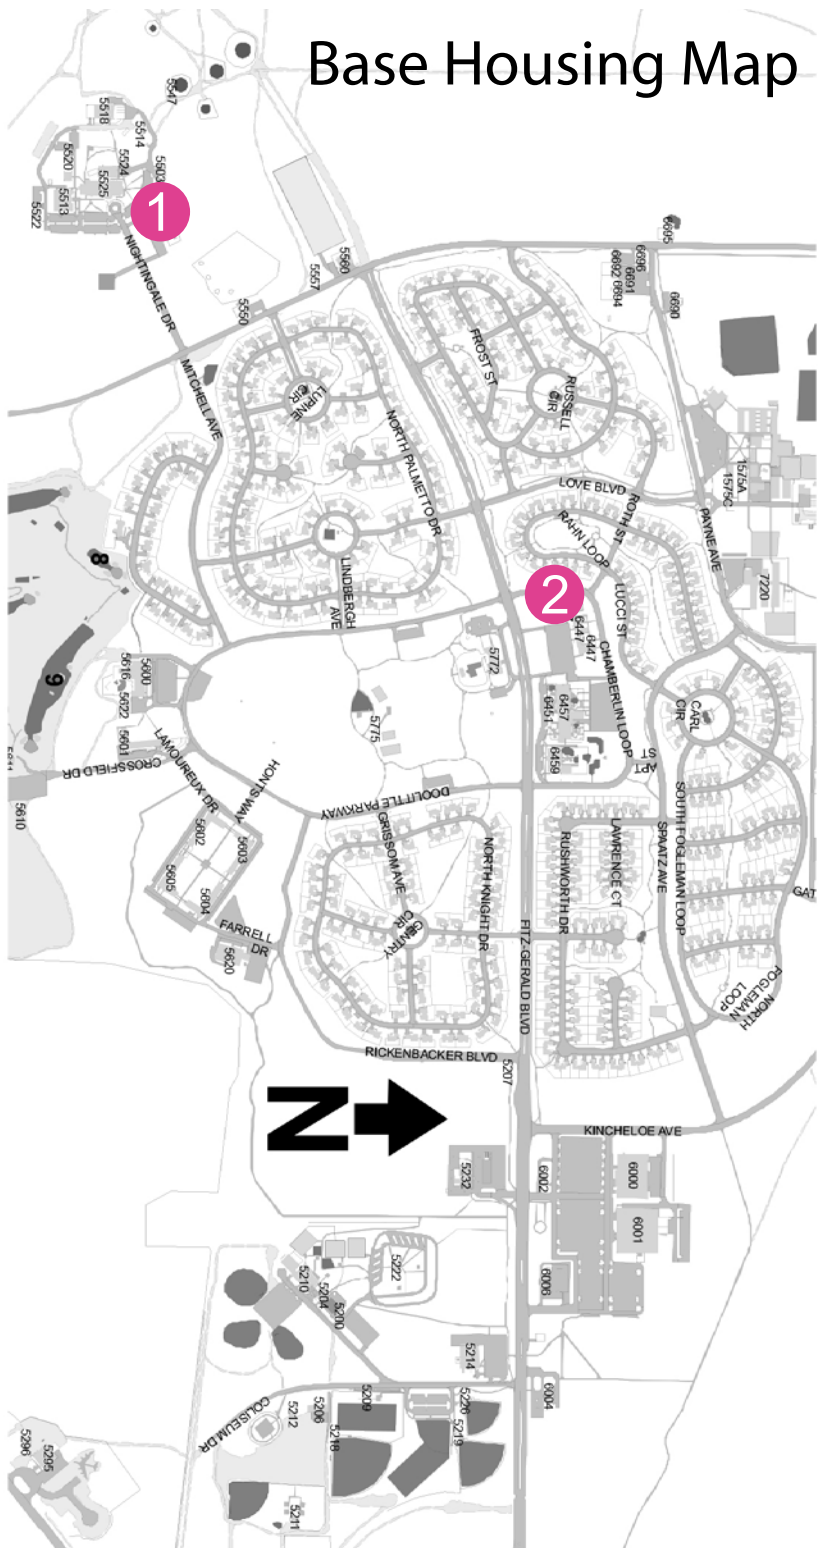 Base Housing Map
5547
5518
5514
5520
5524
5503
5525
5513
5522
1
NIGHTINGALE DR
5560
5557
5550
6695
6696
6691
6692
6694
6690
MITCHELL AVE
LUPINE
CIR
NORTH PALMETTO DR
FROST ST
RUSSELL
CIR
LOVE BLVD
ROTH ST
RAHN LOOP
1575A
1575C
PAYNE AVE
7220
8
9
LINDBERGH
AVE
2
6447
6447
LUCCI ST
CHAMBERLIN LOOP
5772
5600
5616
5622
5601
5775
6457
6451
6459
CARL
CIR
APT
ST
LAMOUREUX DR
CROSSFIELD DR
HONTS WAY
DOOLITTLE PARKWAY
5610
5602
5603
5605
5604
FARRELL
DR
5620
GRISSOM AVE
GENTRY
CIR
NORTH KNIGHT DR
RUSHWORTH DR
LAWRENCE CT
SPAATZ AVE
SOUTH FOGLEMAN LOOP
GAT
NORTH
FOGLEMAN
LOOP
FITZ-GERALD BLVD
RICKENBACKER BLVD
5207
N
KINCHELOE AVE
5232
6002
6000
6001
6006
5222
5210
5204
5200
5214
6004
5209
5226
5219
COLISEUM DR
5212
5206
5218
5211
5296
5295